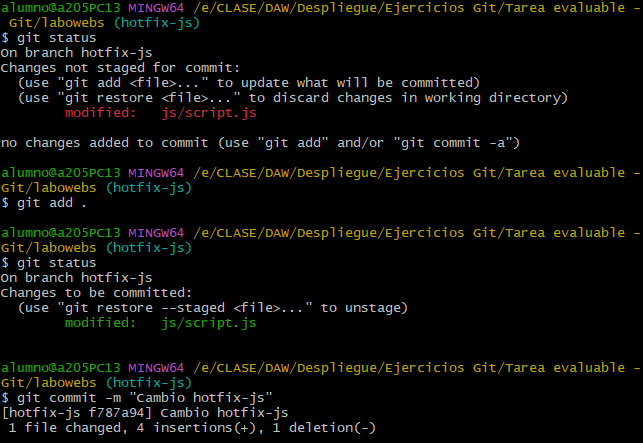 alumno@a205PC13 MINGW64 /e/CLASE/DAW/Despliegue/Ejercicios Git/Tarea evaluable -
Git/labowebs (hotfix-js)
$ git status
On branch hotfix-js
Changes not staged for commit:
  (use "git add <file>..." to update what will be committed)
  (use "git restore <file>..." to discard changes in working directory)
        modified:   js/script.js

no changes added to commit (use "git add" and/or "git commit -a")

alumno@a205PC13 MINGW64 /e/CLASE/DAW/Despliegue/Ejercicios Git/Tarea evaluable -
Git/labowebs (hotfix-js)
$ git add .

alumno@a205PC13 MINGW64 /e/CLASE/DAW/Despliegue/Ejercicios Git/Tarea evaluable -
Git/labowebs (hotfix-js)
$ git status
On branch hotfix-js
Changes to be committed:
  (use "git restore --staged <file>..." to unstage)
        modified:   js/script.js

alumno@a205PC13 MINGW64 /e/CLASE/DAW/Despliegue/Ejercicios Git/Tarea evaluable -
Git/labowebs (hotfix-js)
$ git commit -m "Cambio hotfix-js"
[hotfix-js f787a94] Cambio hotfix-js
 1 file changed, 4 insertions(+), 1 deletion(-)